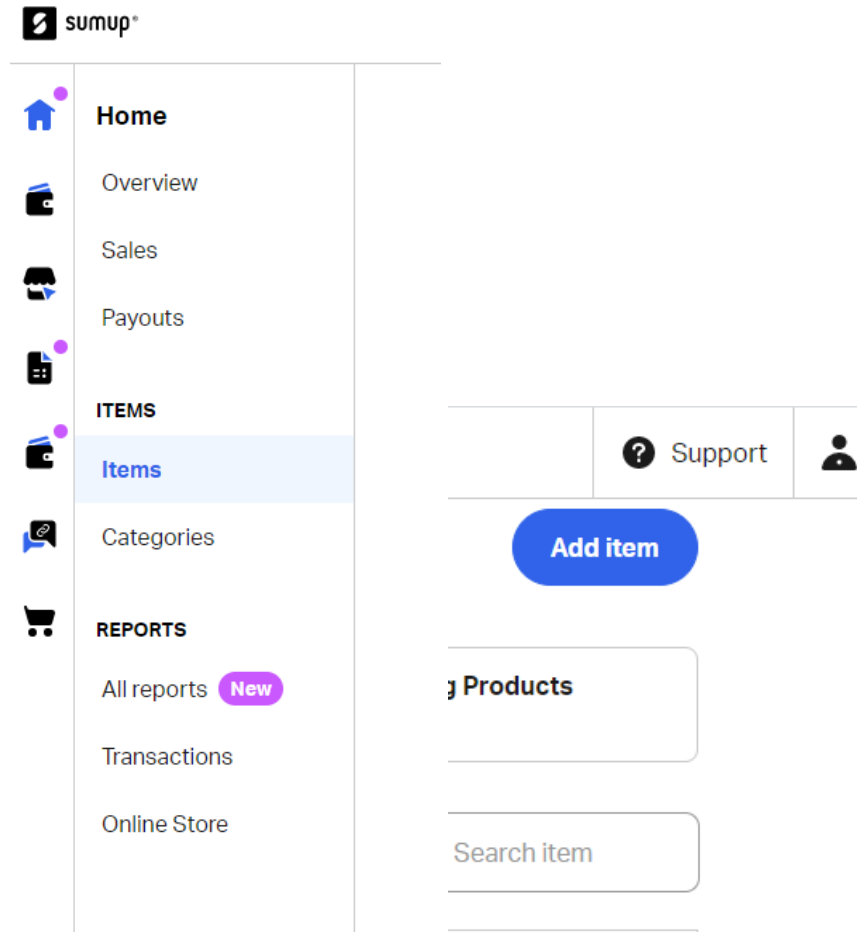 sumup®
Home
Overview
Sales
Payouts
ITEMS
Items
Categories
REPORTS
All reports New
Transactions
Online Store
Support
Add item
g Products
Search item